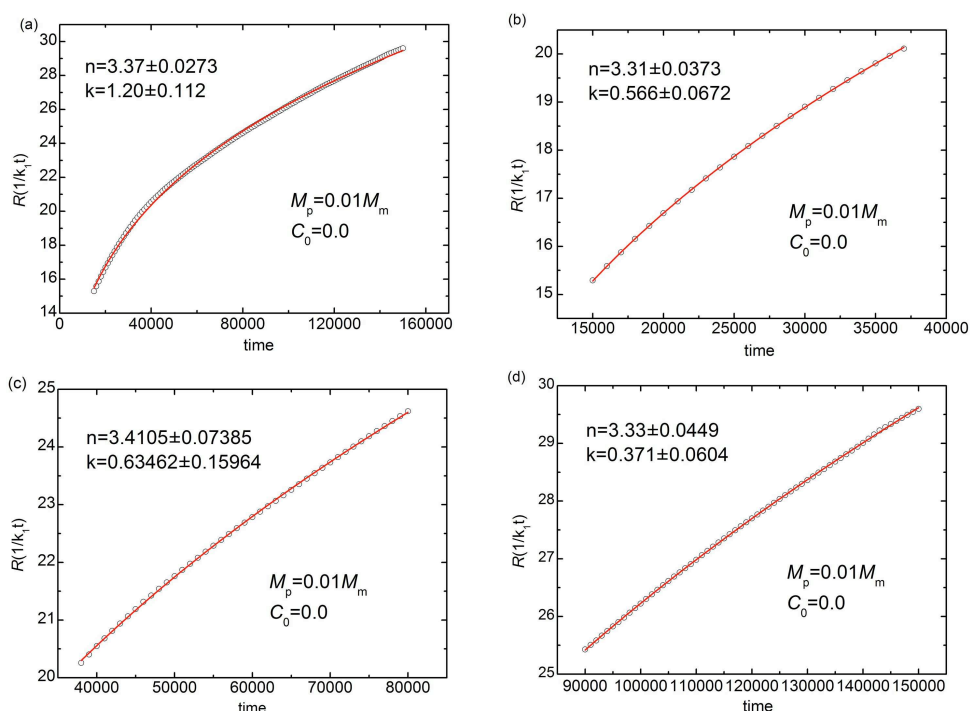 (a)
30
28
26
24
22
20
18
16
14
R(1/k₁t)
n=3.37±0.0273
k=1.20±0.112
Mₚ=0.01Mₘ
C₀=0.0
0 40000 80000 120000 160000
time
(b)
20
19
18
17
16
15
R(1/k₁t)
n=3.31±0.0373
k=0.566±0.0672
Mₚ=0.01Mₘ
C₀=0.0
15000 20000 25000 30000 35000 40000
time
(c)
25
24
23
22
21
20
R(1/k₁t)
n=3.4105±0.07385
k=0.63462±0.15964
Mₚ=0.01Mₘ
C₀=0.0
40000 50000 60000 70000 80000
time
(d)
30
29
28
27
26
25
R(1/k₁t)
n=3.33±0.0449
k=0.371±0.0604
Mₚ=0.01Mₘ
C₀=0.0
90000 100000 110000 120000 130000 140000 150000
time